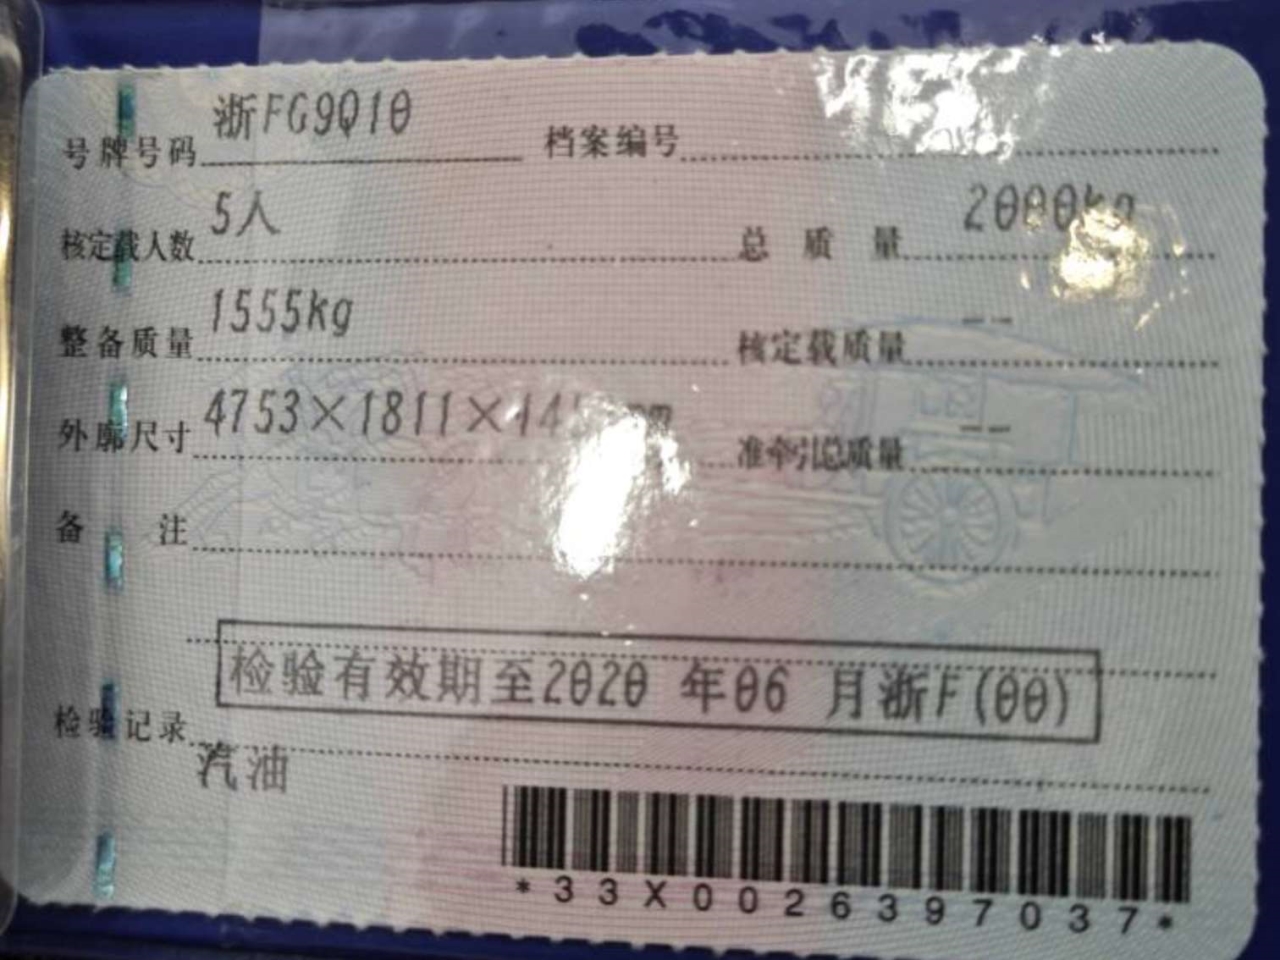 号牌号码 浙FG9Q10 档案编号
核定载人数 5人 总质量 2000kg
整备质量 1555kg 核定载质量 --
外廓尺寸 4753×1811× 准牵引总质量 --
备注
检验有效期至2020 年06 月浙F(00)
检验记录
汽油
*33X0026397037*